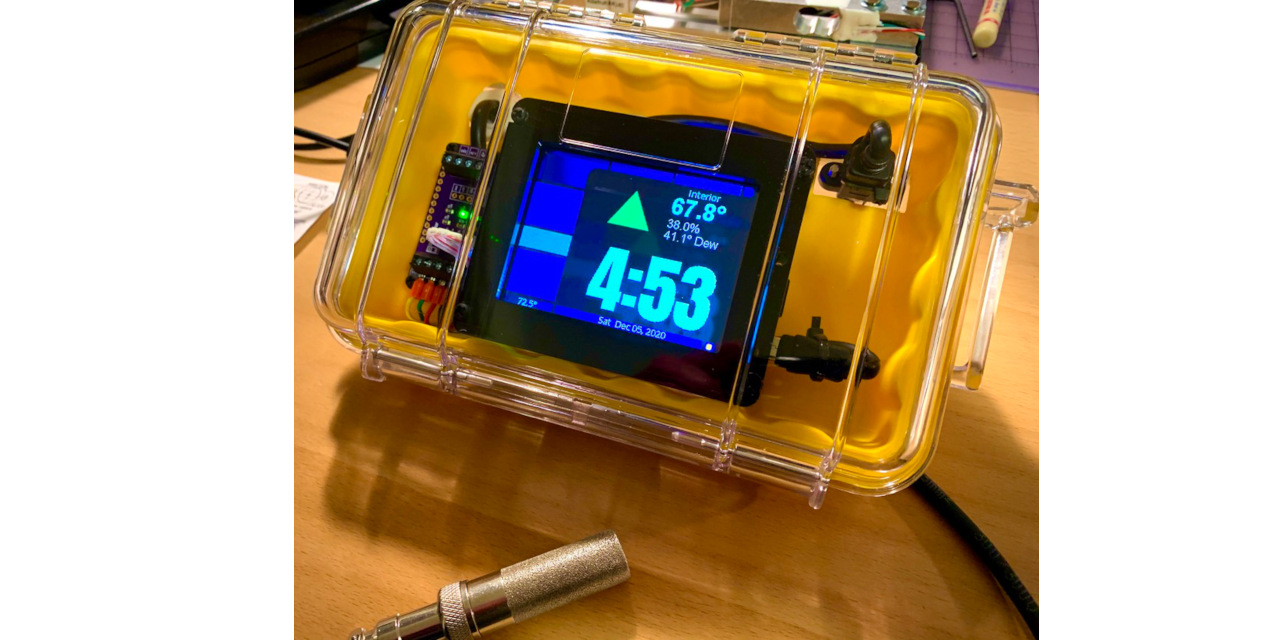 Interior
67.8°
38.0%
41.1° Dew
4:53
72.5°
Sat Dec 05, 2020